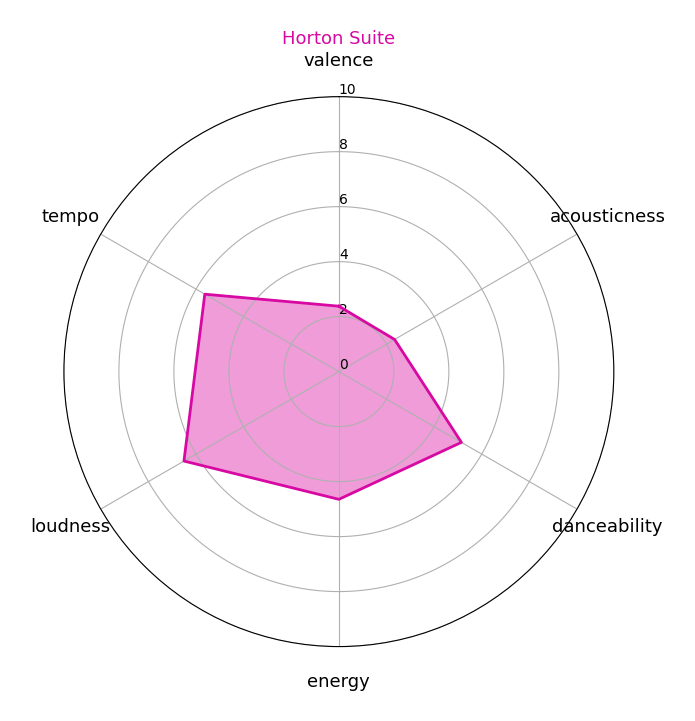 Horton Suite
valence
10
8
6
4
2
0
tempo
acousticness
loudness
danceability
energy